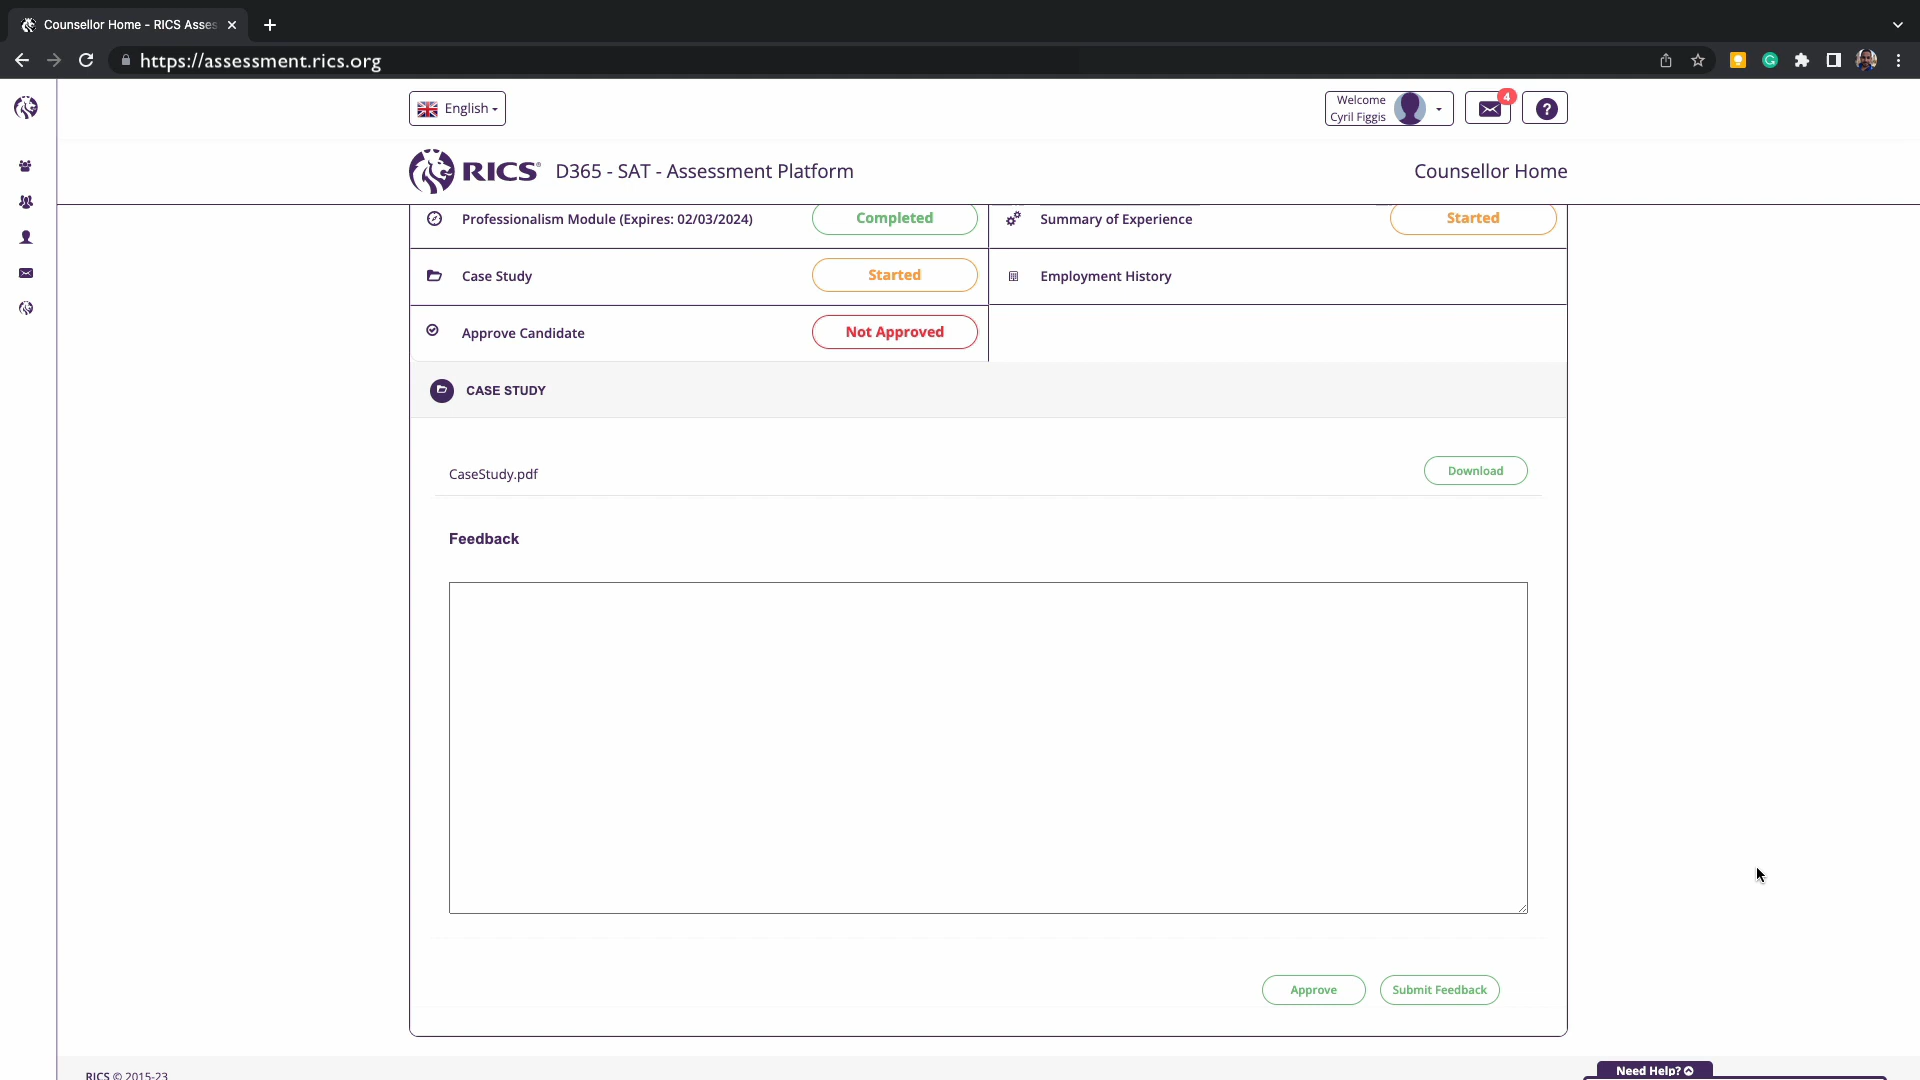 Counsellor Home - RICS Asses
https://assessment.rics.org
English
Welcome
Cyril Figgis
4
?
RICS
D365 - SAT - Assessment Platform
Counsellor Home
Professionalism Module (Expires: 02/03/2024)
Completed
Summary of Experience
Started
Case Study
Started
Employment History
Approve Candidate
Not Approved
CASE STUDY
CaseStudy.pdf
Download
Feedback
Approve
Submit Feedback
RICS © 2015-23
Need Help?